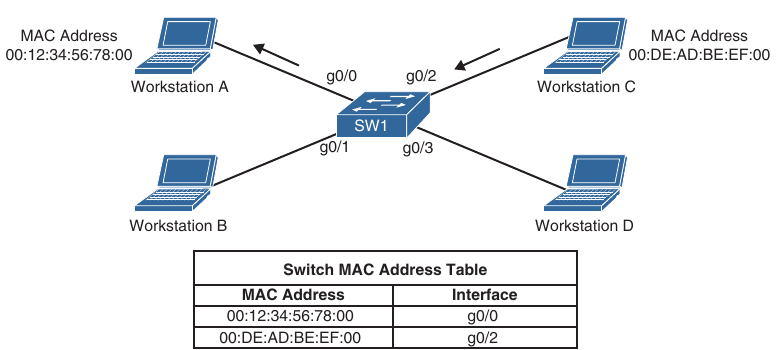 MAC Address
00:12:34:56:78:00
Workstation A
MAC Address
00:DE:AD:BE:EF:00
Workstation C
g0/0
g0/2
SW1
g0/1
g0/3
Workstation B
Workstation D
Switch MAC Address Table
MAC Address Interface
00:12:34:56:78:00 g0/0
00:DE:AD:BE:EF:00 g0/2